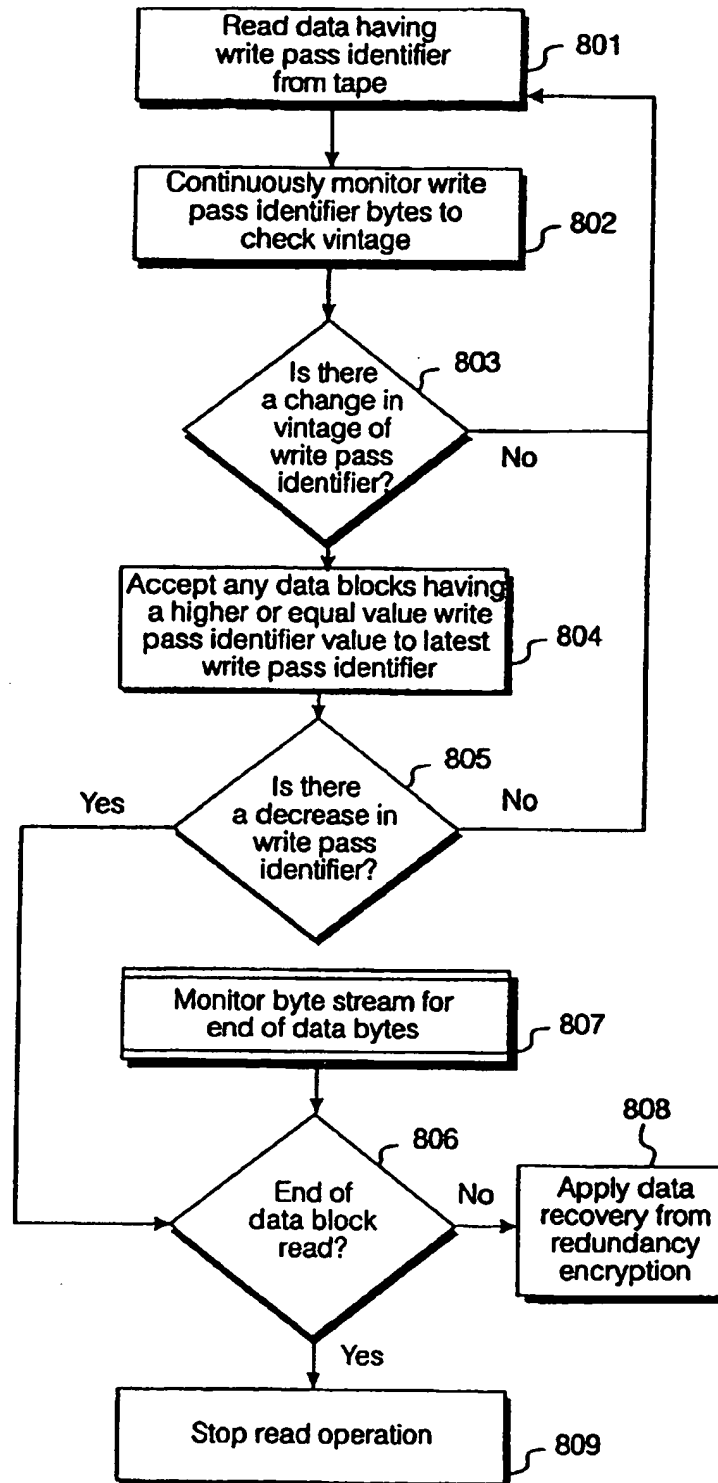 Read data having
write pass identifier
from tape
801
Continuously monitor write
pass identifier bytes to
check vintage
802
803
Is there
a change in
vintage of
write pass
identifier?
No
Accept any data blocks having
a higher or equal value write
pass identifier value to latest
write pass identifier
804
805
Yes
Is there
a decrease in
write pass
identifier?
No
Monitor byte stream for
end of data bytes
807
806
808
End of
data block
read?
No
Apply data
recovery from
redundancy
encryption
Yes
Stop read operation
809